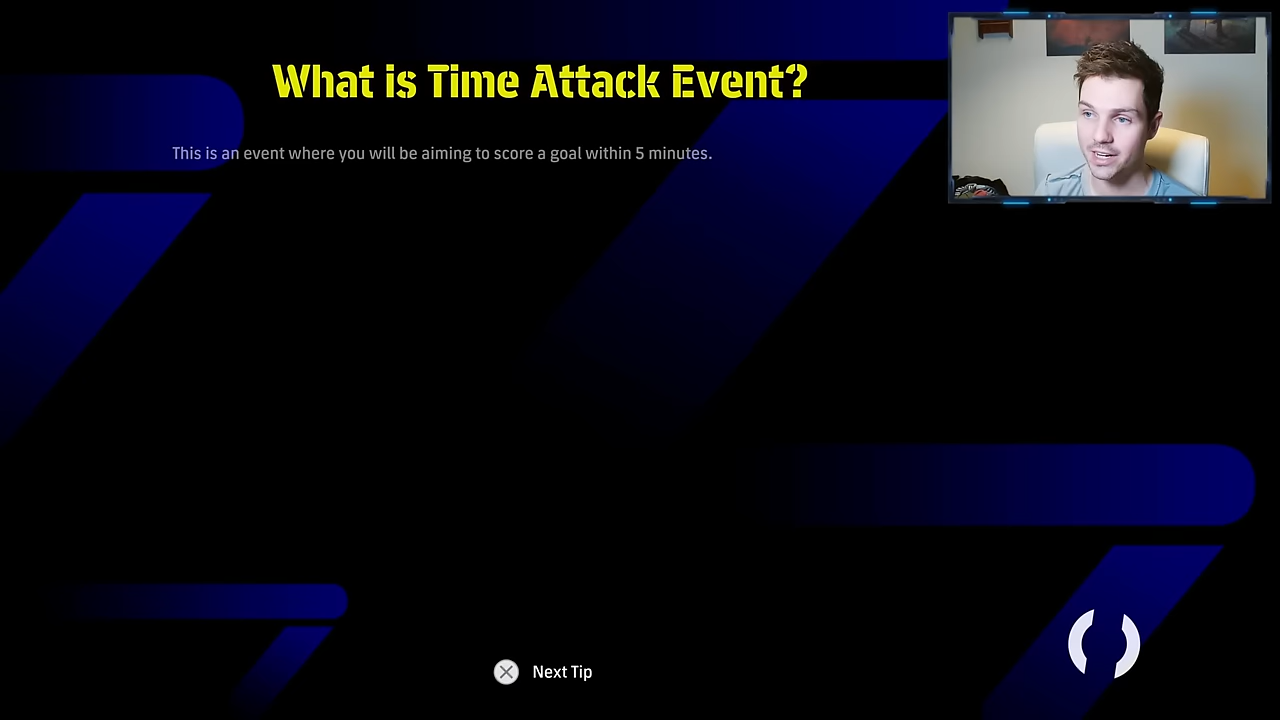 What is Time Attack Event?
This is an event where you will be aiming to score a goal within 5 minutes.
Next Tip